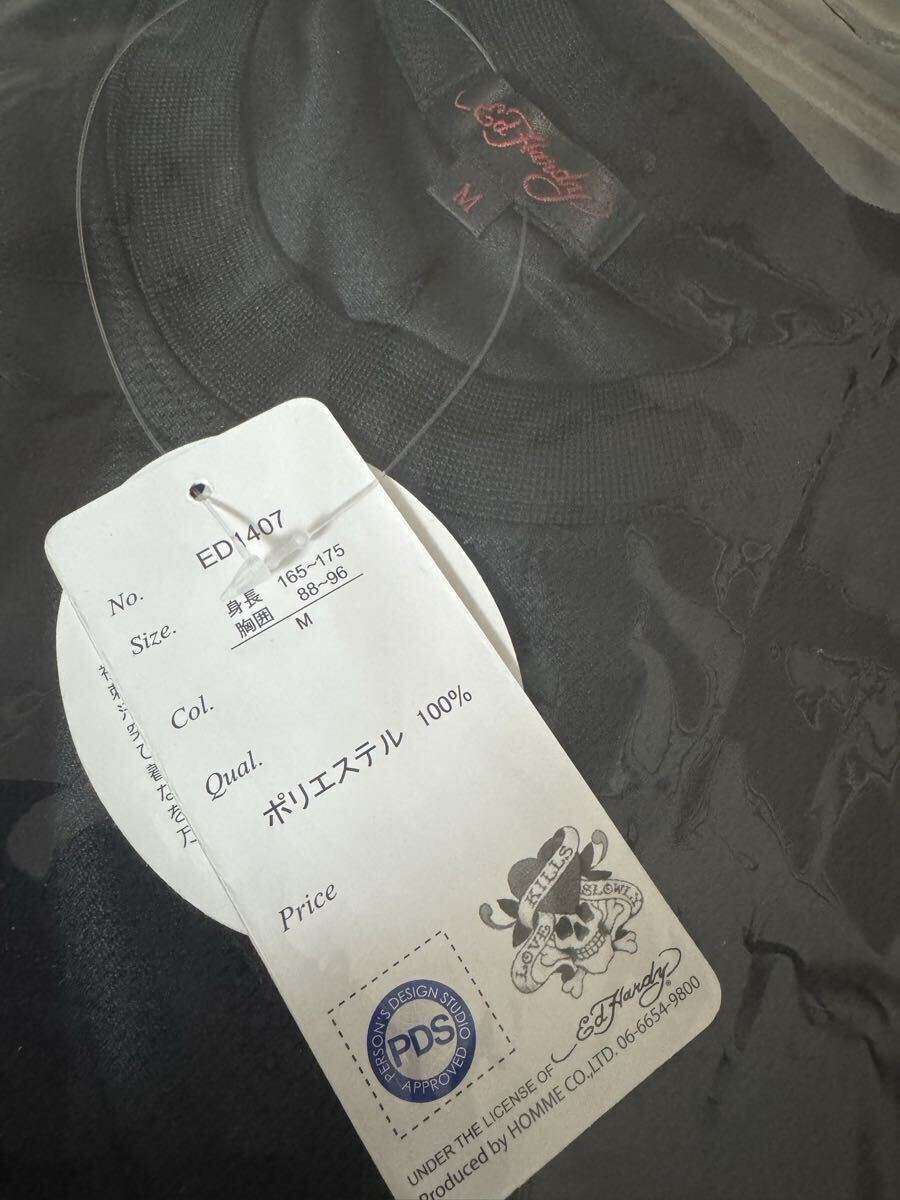 Ed Hardy
M
No. ED1407
Size. 身長 165~175
胸囲 88~96
M
Col.
Qual. ポリエステル 100%
Price
LOVE KILLS SLOWLY
PERSON'S DESIGN STUDIO
PDS
APPROVED
Ed Hardy®
UNDER THE LICENSE OF
Produced by HOMME CO.,LTD. 06-6654-9800